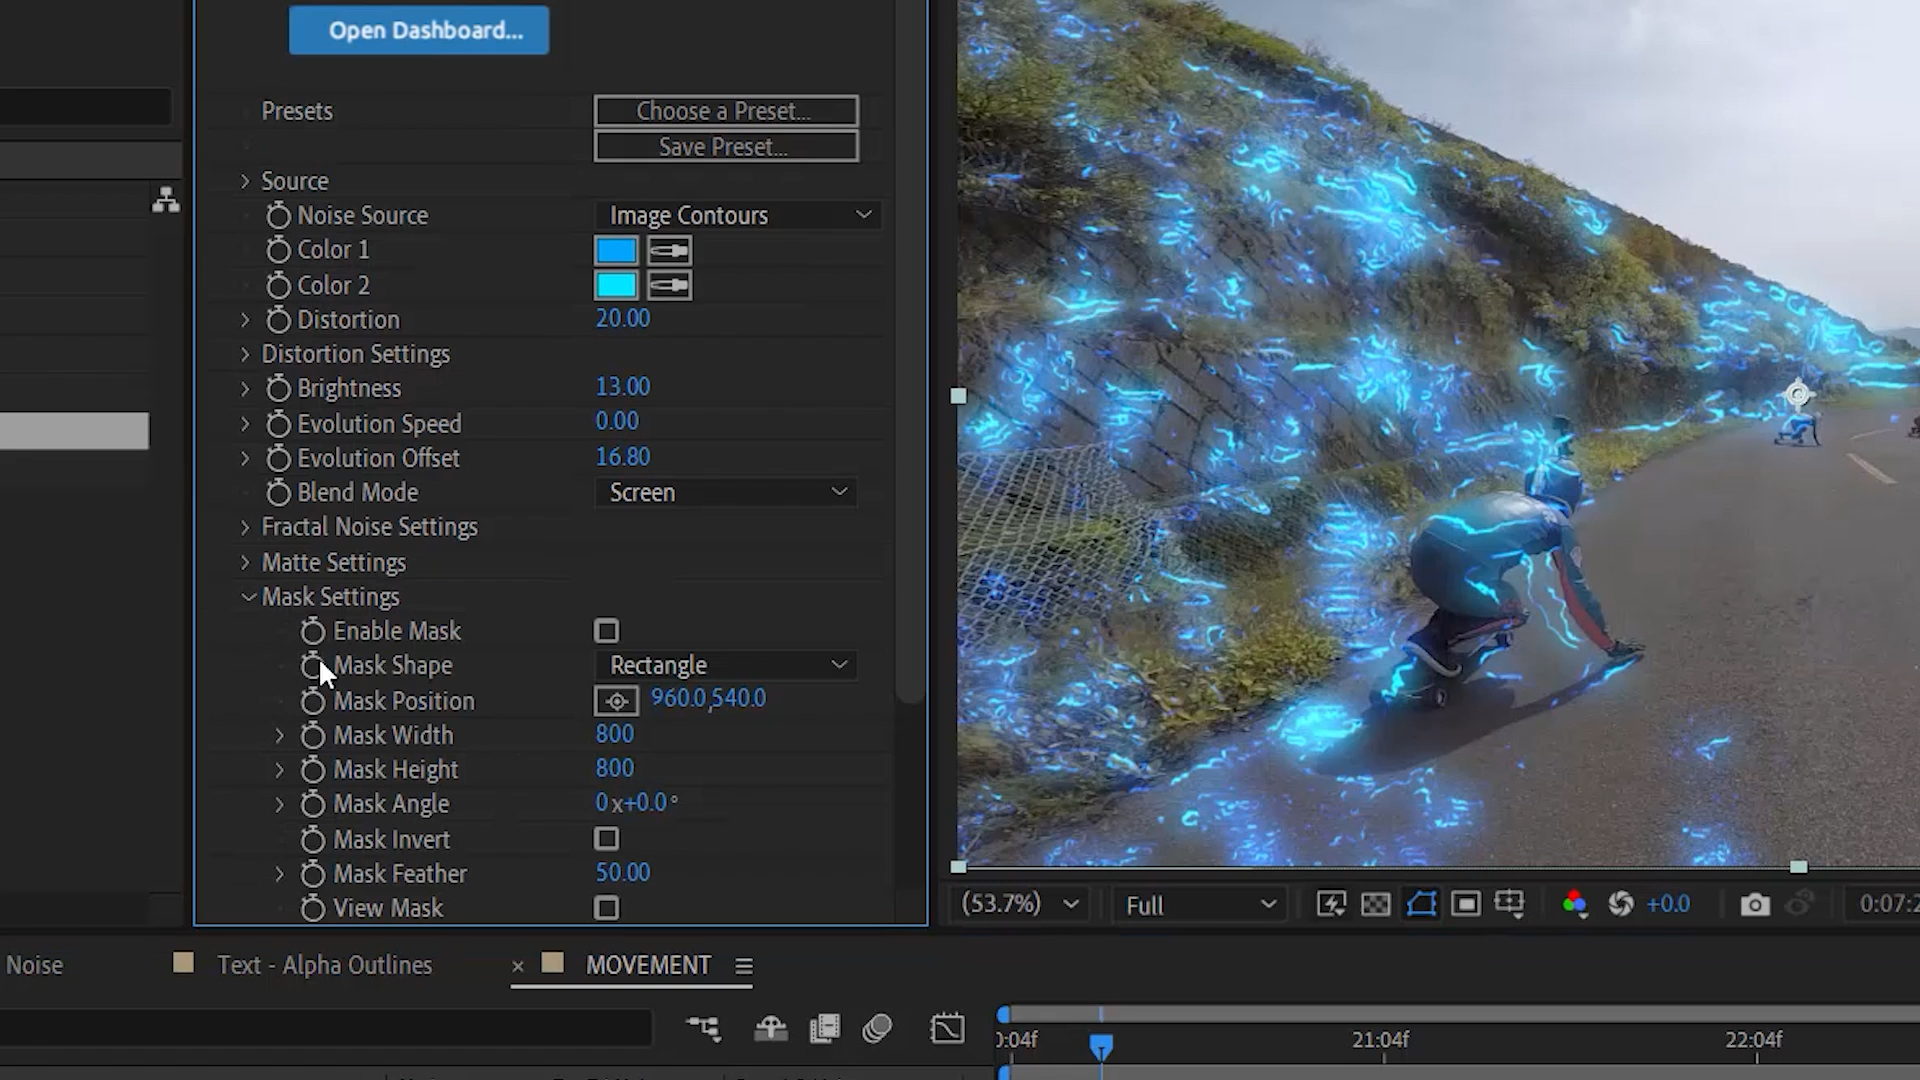 Open Dashboard...
Presets
Choose a Preset...
Save Preset...
Source
Noise Source
Image Contours
Color 1
Color 2
Distortion
20.00
Distortion Settings
Brightness
13.00
Evolution Speed
0.00
Evolution Offset
16.80
Blend Mode
Screen
Fractal Noise Settings
Matte Settings
Mask Settings
Enable Mask
Mask Shape
Rectangle
Mask Position
960.0,540.0
Mask Width
800
Mask Height
800
Mask Angle
0x+0.0°
Mask Invert
Mask Feather
50.00
View Mask
(53.7%)
Full
+0.0
0:07:2
Noise
Text - Alpha Outlines
× MOVEMENT
0:04f
21:04f
22:04f